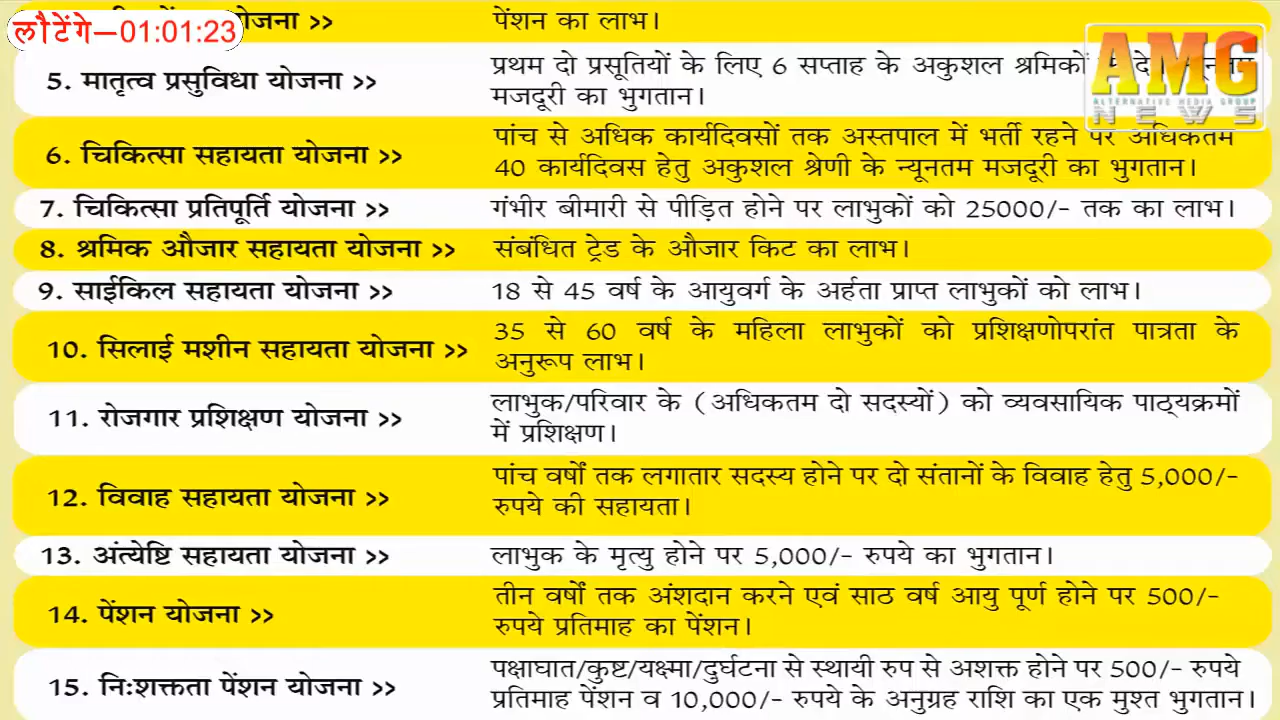 योजना >> पेंशन का लाभ।
लौटेंगे—01:01:23
AMG
ALTERNATIVE MEDIA GROUP
NEWS
5. मातृत्व प्रसुविधा योजना >> प्रथम दो प्रसूतियों के लिए 6 सप्ताह के अकुशल श्रमिकों
मजदूरी का भुगतान।
6. चिकित्सा सहायता योजना >> पांच से अधिक कार्यदिवसों तक अस्तपाल में भर्ती रहने पर अधिकतम
40 कार्यदिवस हेतु अकुशल श्रेणी के न्यूनतम मजदूरी का भुगतान।
7. चिकित्सा प्रतिपूर्ति योजना >> गंभीर बीमारी से पीड़ित होने पर लाभुकों को 25000/- तक का लाभ।
8. श्रमिक औजार सहायता योजना >> संबंधित ट्रेड के औजार किट का लाभ।
9. साईकिल सहायता योजना >> 18 से 45 वर्ष के आयुवर्ग के अर्हता प्राप्त लाभुकों को लाभ।
10. सिलाई मशीन सहायता योजना >> 35 से 60 वर्ष के महिला लाभुकों को प्रशिक्षणोपरांत पात्रता के
अनुरूप लाभ।
11. रोजगार प्रशिक्षण योजना >> लाभुक/परिवार के (अधिकतम दो सदस्यों) को व्यवसायिक पाठ्यक्रमों
में प्रशिक्षण।
12. विवाह सहायता योजना >> पांच वर्षों तक लगातार सदस्य होने पर दो संतानों के विवाह हेतु 5,000/-
रुपये की सहायता।
13. अंत्येष्टि सहायता योजना >> लाभुक के मृत्यु होने पर 5,000/- रुपये का भुगतान।
14. पेंशन योजना >> तीन वर्षों तक अंशदान करने एवं साठ वर्ष आयु पूर्ण होने पर 500/-
रुपये प्रतिमाह का पेंशन।
15. निःशक्तता पेंशन योजना >> पक्षाघात/कुष्ट/यक्ष्मा/दुर्घटना से स्थायी रुप से अशक्त होने पर 500/- रुपये
प्रतिमाह पेंशन व 10,000/- रुपये के अनुग्रह राशि का एक मुश्त भुगतान।